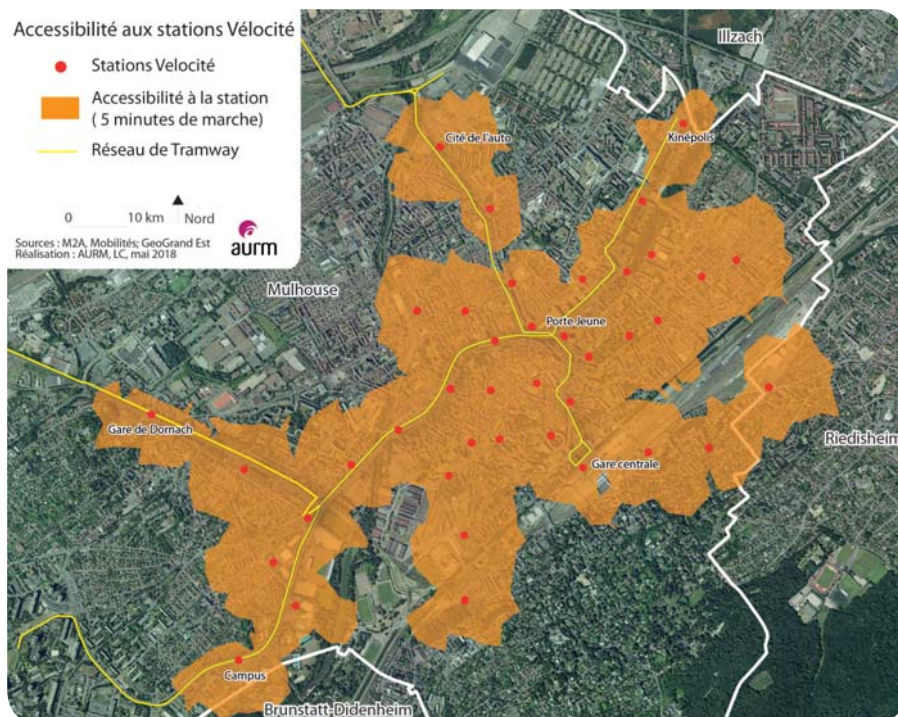 Accessibilité aux stations Vélocité
Stations Velocité
Accessibilité à la station
( 5 minutes de marche)
Réseau de Tramway
0 10 km Nord
Sources : M2A, Mobilités; GeoGrand Est
Réalisation : AURM, LC, mai 2018
aurm
Illzach
Kinépolis
Cité de l'auto
Mulhouse
Porte Jeune
Gare de Dornach
Riedisheim
Gare centrale
Campus
Brunstatt-Didenheim